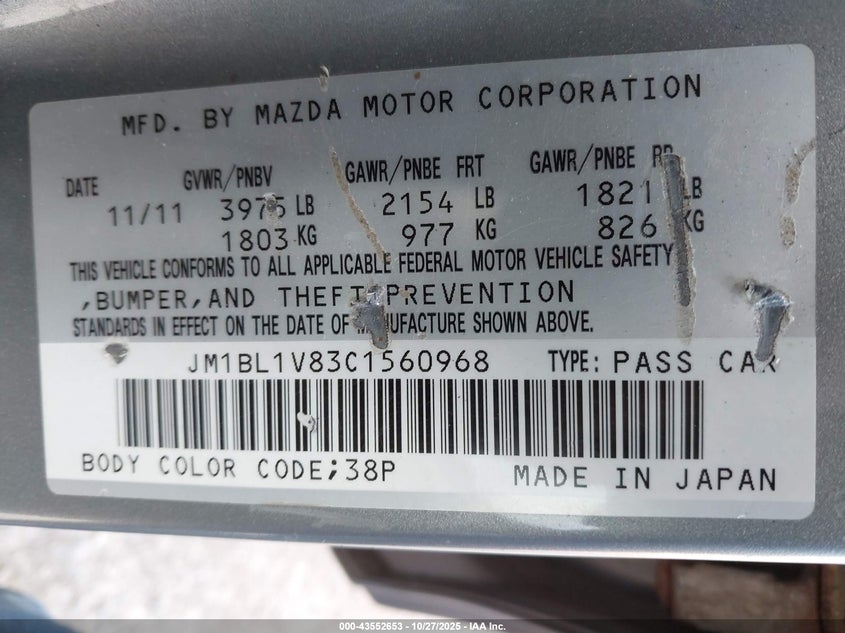 MFD. BY MAZDA MOTOR CORPORATION
DATE GVWR/PNBV GAWR/PNBE FRT GAWR/PNBE RR
11/11 3975 LB 2154 LB 1821 LB
1803 KG 977 KG 826 KG
THIS VEHICLE CONFORMS TO ALL APPLICABLE FEDERAL MOTOR VEHICLE SAFETY
,BUMPER,AND THEFT PREVENTION
STANDARDS IN EFFECT ON THE DATE OF MANUFACTURE SHOWN ABOVE.
JM1BL1V83C1560968 TYPE: PASS CAR
BODY COLOR CODE;38P MADE IN JAPAN
000-43552653 - 10/27/2025 - IAA Inc.